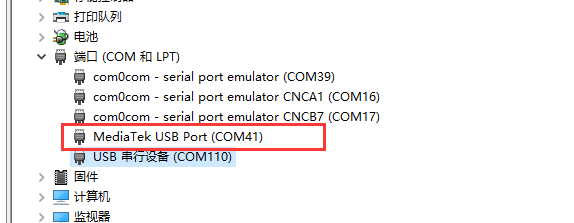 打印队列
电池
端口 (COM 和 LPT)
com0com - serial port emulator (COM39)
com0com - serial port emulator CNCA1 (COM16)
com0com - serial port emulator CNCB7 (COM17)
MediaTek USB Port (COM41)
USB 串行设备 (COM110)
固件
计算机
监视器